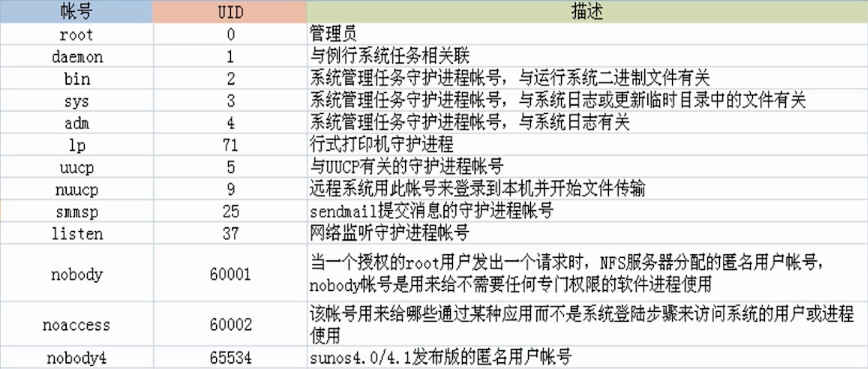 帐号 UID 描述
root 0 管理员
daemon 1 与例行系统任务相关联
bin 2 系统管理任务守护进程帐号，与运行系统二进制文件有关
sys 3 系统管理任务守护进程帐号，与系统日志或更新临时目录中的文件有关
adm 4 系统管理任务守护进程帐号，与系统日志有关
lp 71 行式打印机守护进程
uucp 5 与UUCP有关的守护进程帐号
nuucp 9 远程系统用此帐号来登录到本机并开始文件传输
smmsp 25 sendmail提交消息的守护进程帐号
listen 37 网络监听守护进程帐号
nobody 60001 当一个授权的root用户发出一个请求时，NFS服务器分配的匿名用户帐号，
nobody帐号是用来给不需要任何专门权限的软件进程使用
noaccess 60002 该帐号用来给哪些通过某种应用而不是系统登陆步骤来访问系统的用户或进程
使用
nobody4 65534 sunos4.0/4.1发布版的匿名用户帐号